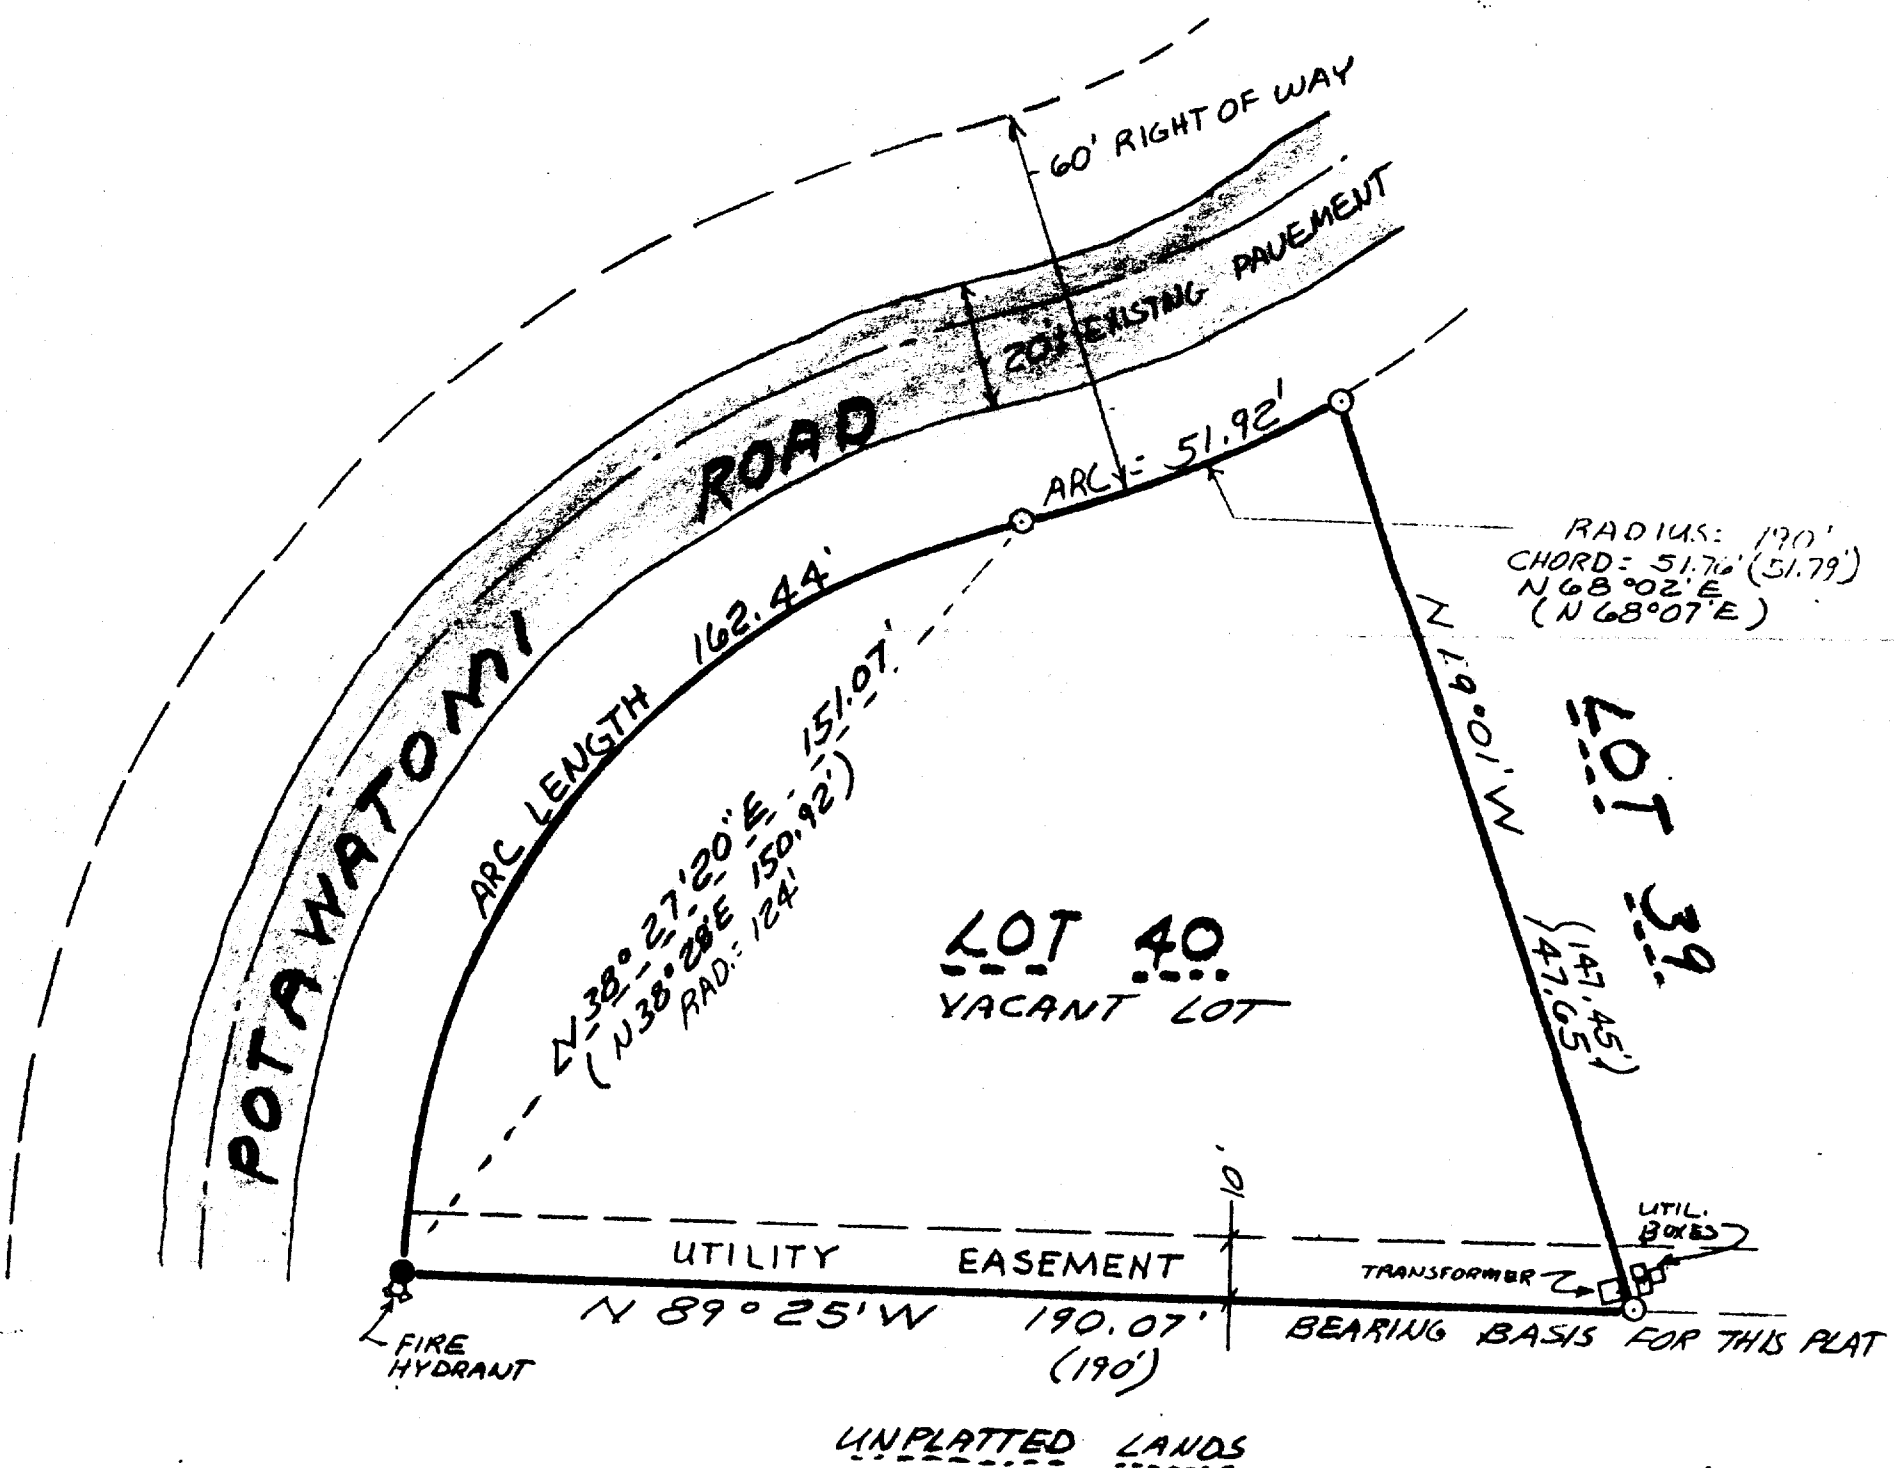 60' RIGHT OF WAY
20'± EXISTNG PAVEMENT
POTAWATOMI ROAD
ARC = 51.92'
RADIUS: 190'
CHORD = 51.76' (51.79')
N 68°02' E
(N 68°07' E)
ARC LENGTH 162.44'
N 38° 27' 20" E - 151.07'
(N 38° 28' E 150.92')
RAD.: 124'
N 19°01' W
(147.45')
147.65
LOT 39
LOT 40
VACANT LOT
10'
UTIL.
BOXES
UTILITY EASEMENT
TRANSFORMER
N 89° 25' W 190.07' BEARING BASIS FOR THIS PLAT
(190')
FIRE
HYDRANT
UNPLATTED LANDS